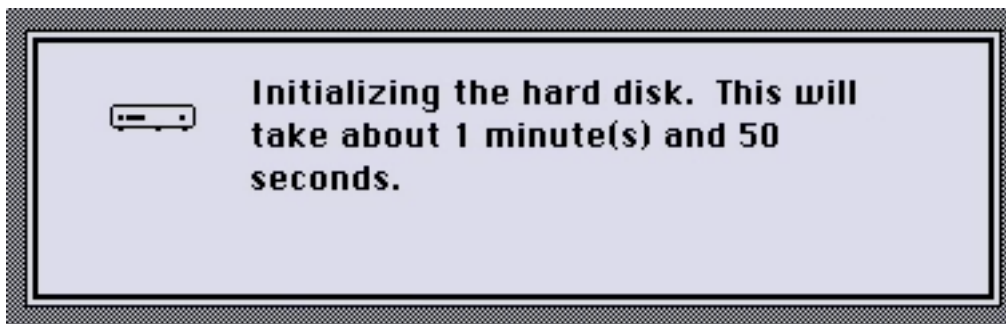 Initializing the hard disk. This will
take about 1 minute(s) and 50
seconds.